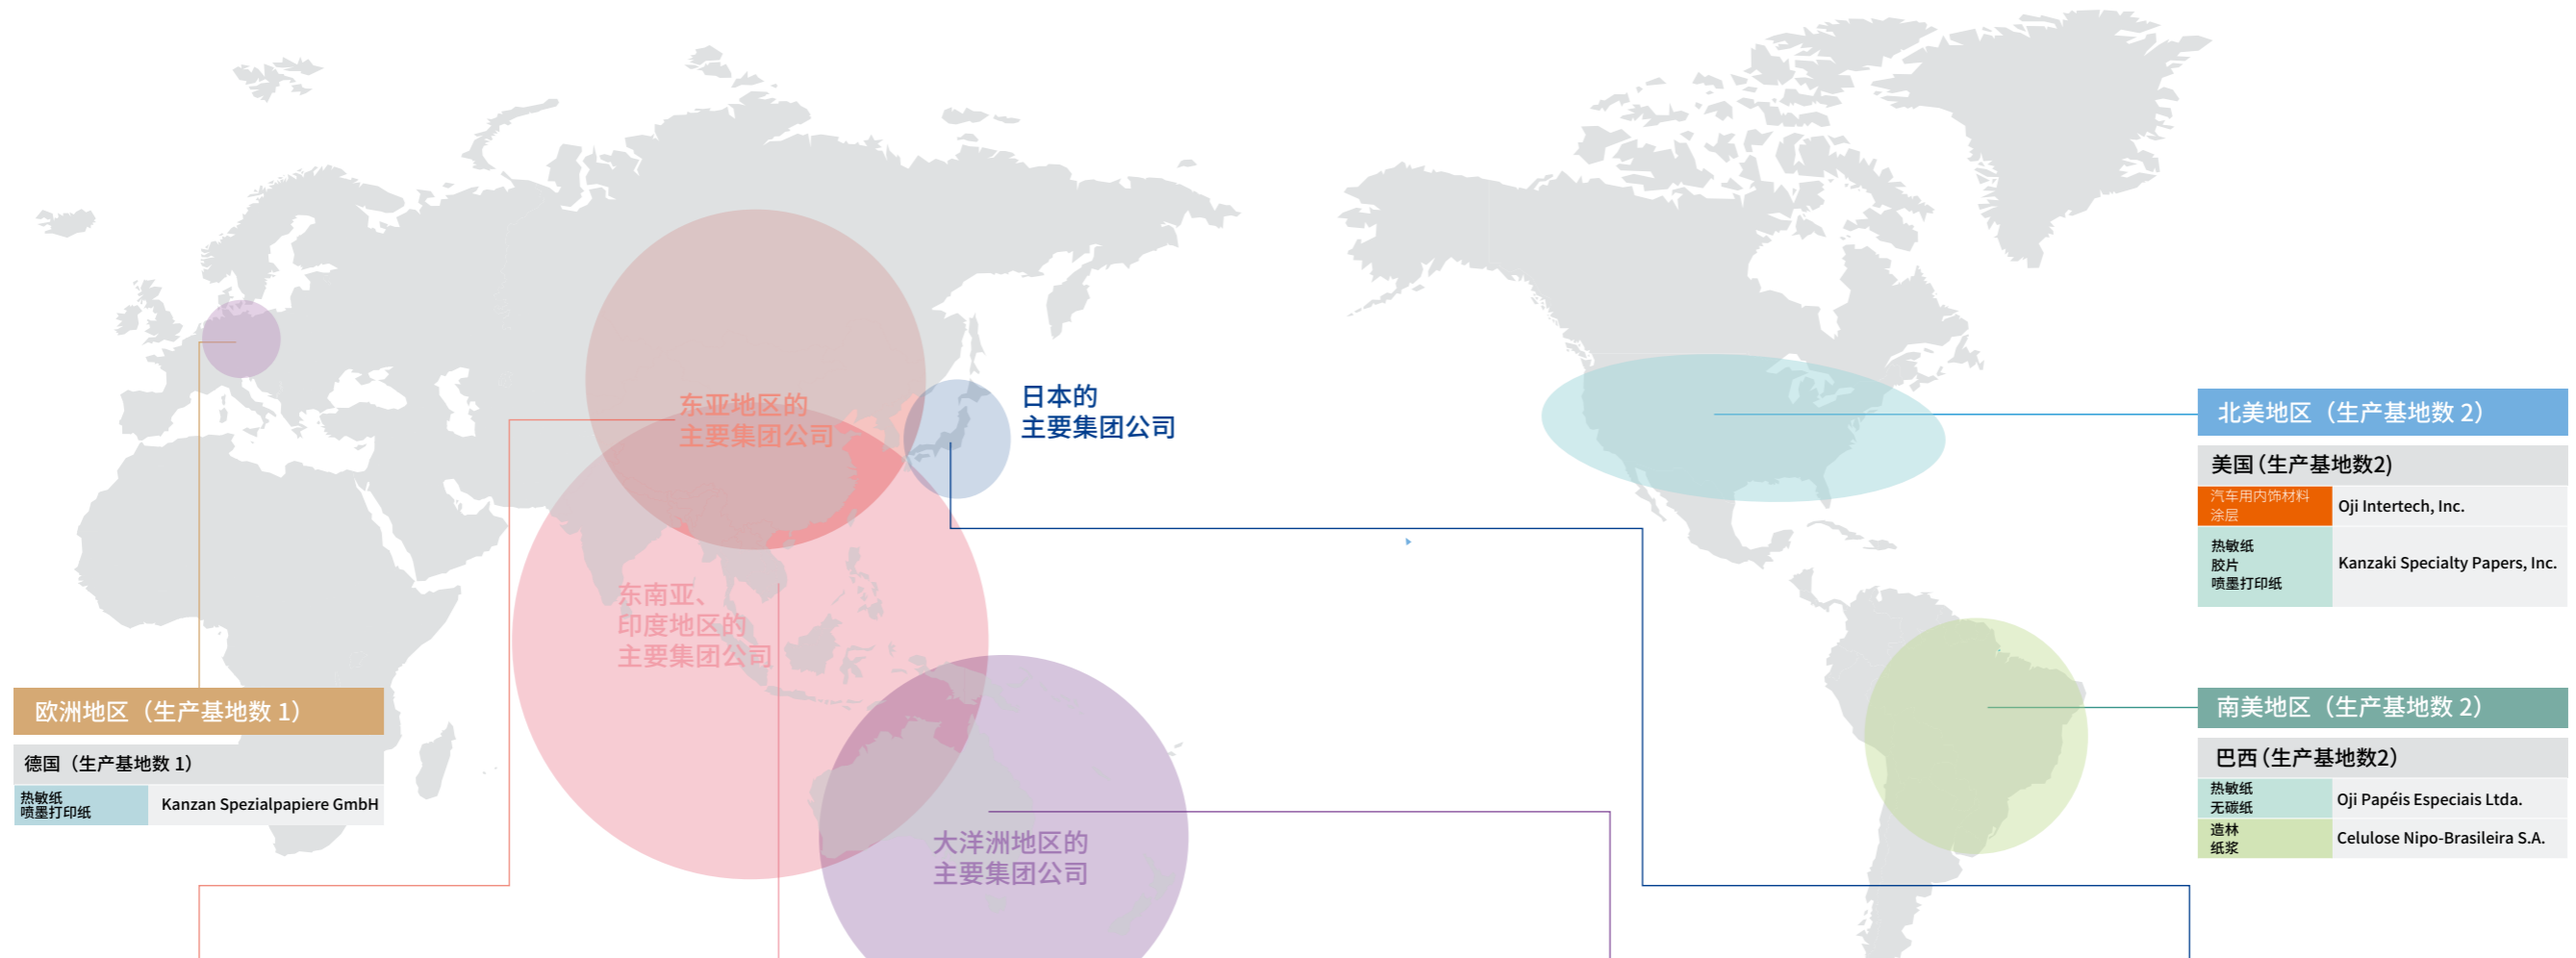 东亚地区的
主要集团公司
日本的
主要集团公司
东南亚、
印度地区的
主要集团公司
大洋洲地区的
主要集团公司
欧洲地区（生产基地数 1）
德国（生产基地数 1）
热敏纸
喷墨打印纸
Kanzan Spezialpapiere GmbH
北美地区（生产基地数 2）
美国（生产基地数2)
汽车用内饰材料
涂层
Oji Intertech, Inc.
热敏纸
胶片
喷墨打印纸
Kanzaki Specialty Papers, Inc.
南美地区（生产基地数 2）
巴西（生产基地数2）
热敏纸
无碳纸
Oji Papéis Especiais Ltda.
造林
纸浆
Celulose Nipo-Brasileira S.A.